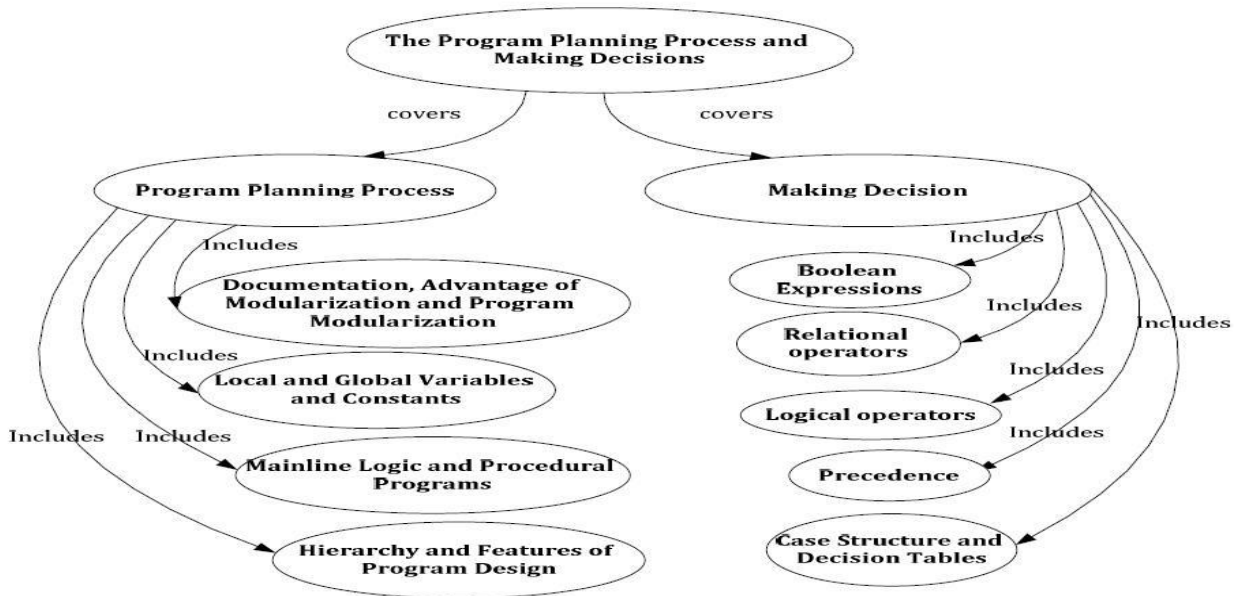 The Program Planning Process and
Making Decisions
covers
covers
Program Planning Process
Making Decision
Includes
Documentation, Advantage of
Modularization and Program
Modularization
Includes
Local and Global Variables
and Constants
Includes
Includes
Mainline Logic and Procedural
Programs
Hierarchy and Features of
Program Design
Includes
Boolean
Expressions
Includes
Relational
operators
Includes
Logical operators
Includes
Precedence
Case Structure and
Decision Tables